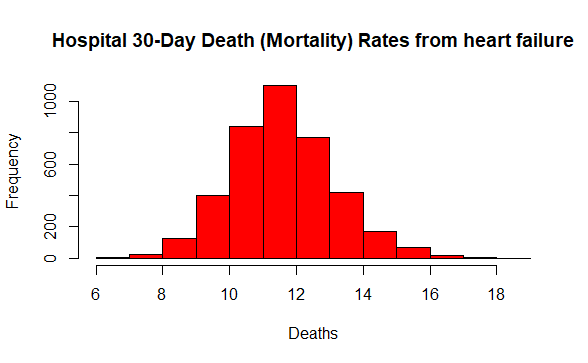 Hospital 30-Day Death (Mortality) Rates from heart failure
Frequency
1000
600
200
0
6 8 10 12 14 16 18
Deaths